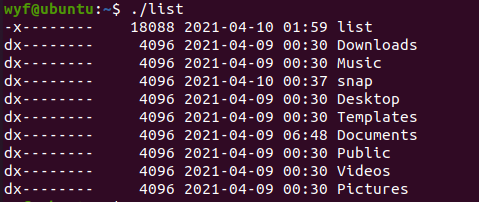 wyf@ubuntu:~$ ./list
-x-------- 18088 2021-04-10 01:59 list
dx-------- 4096 2021-04-09 00:30 Downloads
dx-------- 4096 2021-04-09 00:30 Music
dx-------- 4096 2021-04-10 00:37 snap
dx-------- 4096 2021-04-09 00:30 Desktop
dx-------- 4096 2021-04-09 00:30 Templates
dx-------- 4096 2021-04-09 06:48 Documents
dx-------- 4096 2021-04-09 00:30 Public
dx-------- 4096 2021-04-09 00:30 Videos
dx-------- 4096 2021-04-09 00:30 Pictures